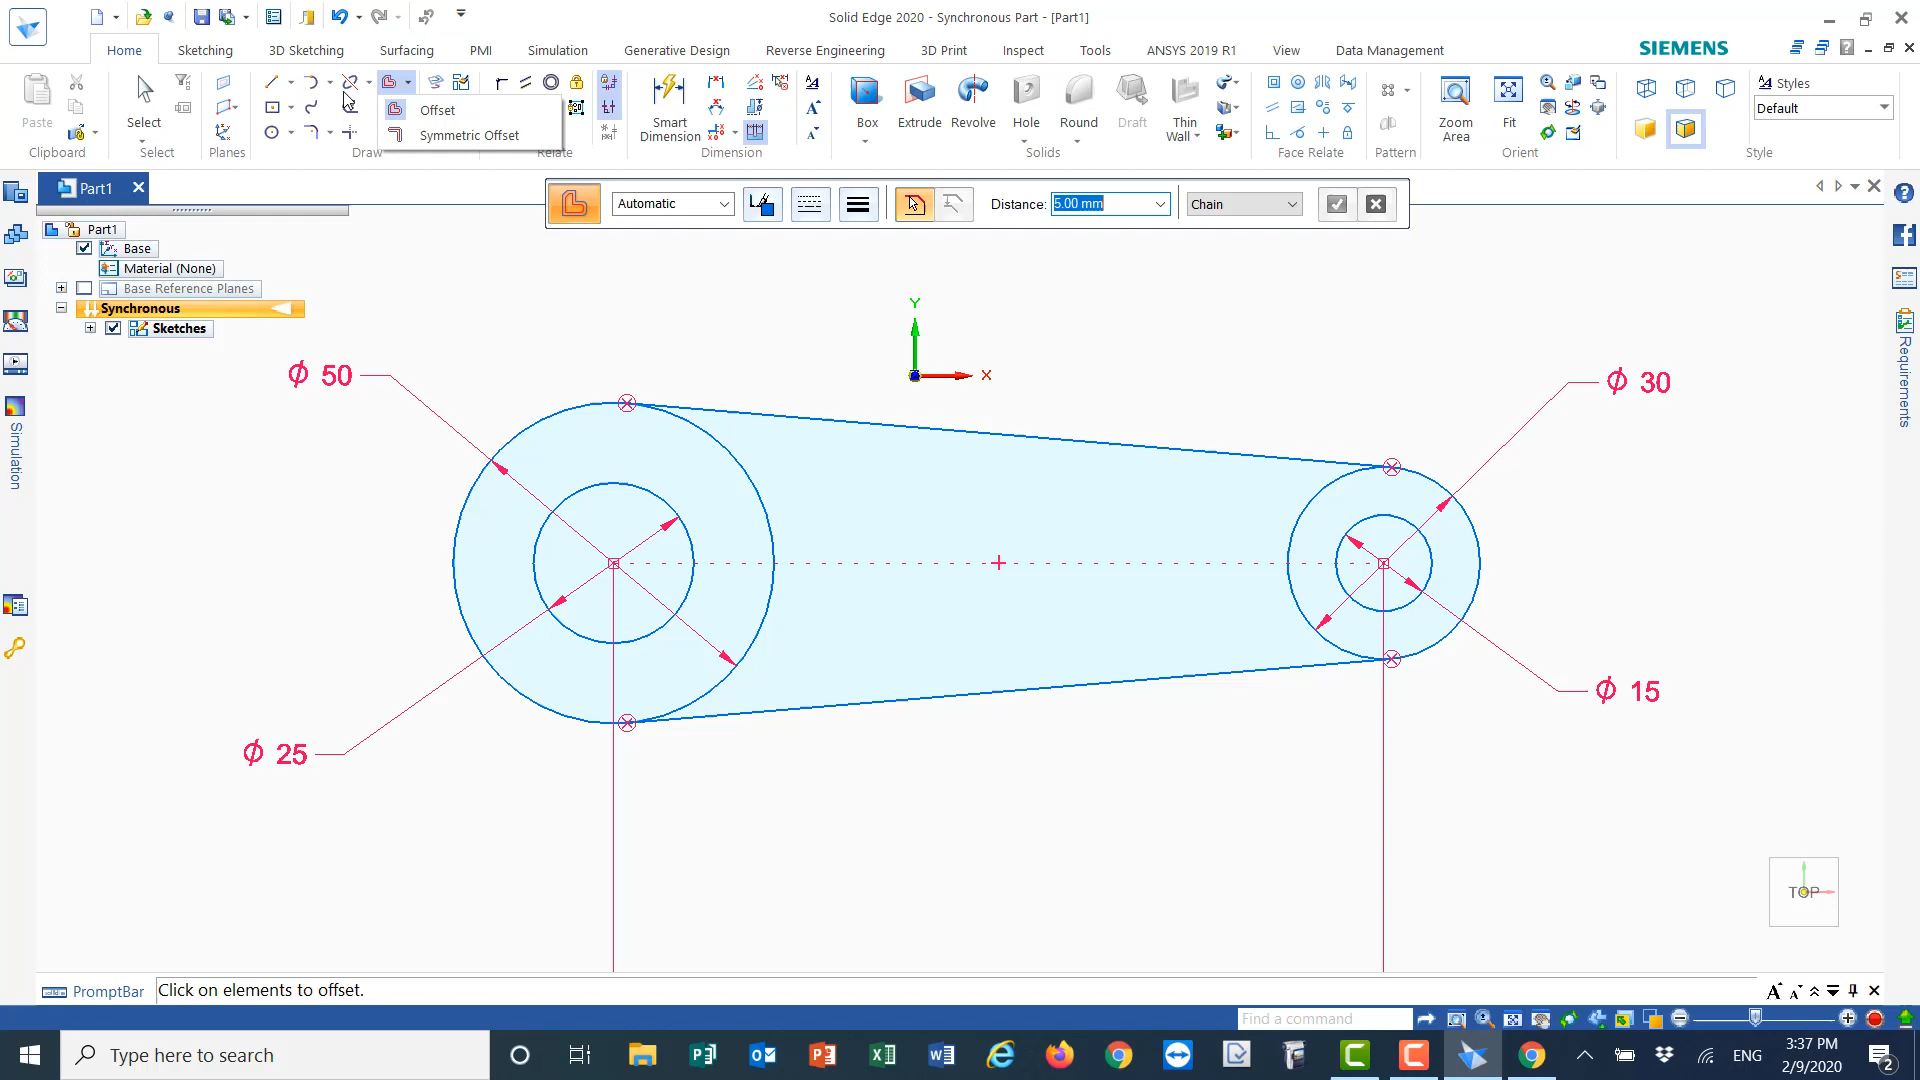 Solid Edge 2020 - Synchronous Part - [Part1]
Home
Sketching
3D Sketching
Surfacing
PMI
Simulation
Generative Design
Reverse Engineering
3D Print
Inspect
Tools
ANSYS 2019 R1
View
Data Management
SIEMENS
Paste
Clipboard
Select
Select
Planes
Draw
Offset
Symmetric Offset
Relate
Smart
Dimension
Dimension
Box
Extrude
Revolve
Hole
Round
Draft
Thin
Wall
Solids
Face Relate
Pattern
Zoom
Area
Fit
Orient
Styles
Default
Style
Part1
Automatic
Distance:
5.00 mm
Chain
Part1
Base
Material (None)
Base Reference Planes
Synchronous
Sketches
Simulation
Requirements
Y
X
ϕ 50
ϕ 30
ϕ 15
ϕ 25
TOP
PromptBar
Click on elements to offset.
Find a command
Type here to search
ENG
3:37 PM
2/9/2020
2